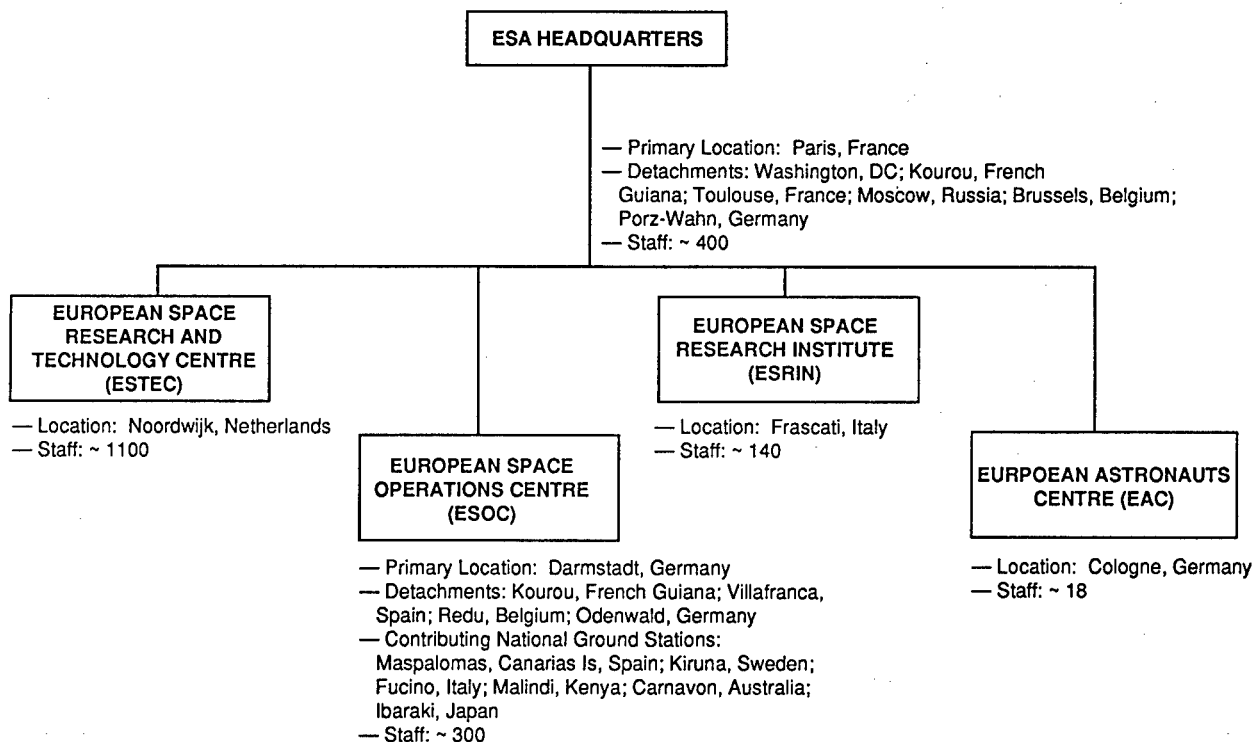 ESA HEADQUARTERS
— Primary Location: Paris, France
— Detachments: Washington, DC; Kourou, French
Guiana; Toulouse, France; Moscow, Russia; Brussels, Belgium;
Porz-Wahn, Germany
— Staff: ~ 400
EUROPEAN SPACE
RESEARCH AND
TECHNOLOGY CENTRE
(ESTEC)
— Location: Noordwijk, Netherlands
— Staff: ~ 1100
EUROPEAN SPACE
OPERATIONS CENTRE
(ESOC)
— Primary Location: Darmstadt, Germany
— Detachments: Kourou, French Guiana; Villafranca,
Spain; Redu, Belgium; Odenwald, Germany
— Contributing National Ground Stations:
Maspalomas, Canarias Is, Spain; Kiruna, Sweden;
Fucino, Italy; Malindi, Kenya; Carnavon, Australia;
Ibaraki, Japan
— Staff: ~ 300
EUROPEAN SPACE
RESEARCH INSTITUTE
(ESRIN)
— Location: Frascati, Italy
— Staff: ~ 140
EURPOEAN ASTRONAUTS
CENTRE (EAC)
— Location: Cologne, Germany
— Staff: ~ 18